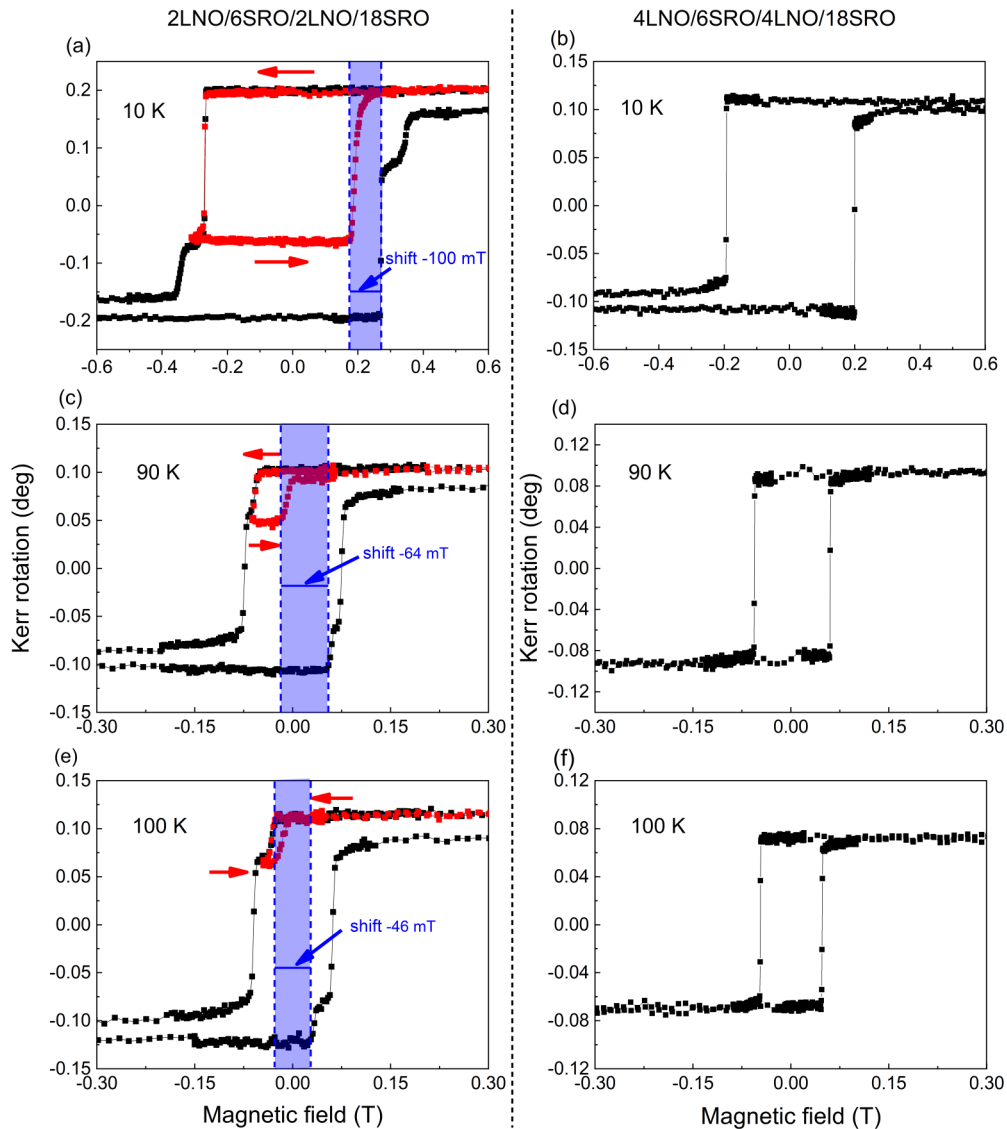 2LNO/6SRO/2LNO/18SRO
4LNO/6SRO/4LNO/18SRO
(a)
0.2
0.1
0.0
-0.1
-0.2
10 K
shift -100 mT
-0.6 -0.4 -0.2 0.0 0.2 0.4 0.6
(b)
0.15
0.10
0.05
0.00
-0.05
-0.10
-0.15
10 K
-0.6 -0.4 -0.2 0.0 0.2 0.4 0.6
(c)
0.15
0.10
0.05
0.00
-0.05
-0.10
-0.15
90 K
shift -64 mT
-0.30 -0.15 0.00 0.15 0.30
Kerr rotation (deg)
(d)
0.12
0.08
0.04
0.00
-0.04
-0.08
-0.12
90 K
-0.30 -0.15 0.00 0.15 0.30
Kerr rotation (deg)
(e)
0.15
0.10
0.05
0.00
-0.05
-0.10
-0.15
100 K
shift -46 mT
-0.30 -0.15 0.00 0.15 0.30
Magnetic field (T)
(f)
0.12
0.08
0.04
0.00
-0.04
-0.08
-0.12
100 K
-0.30 -0.15 0.00 0.15 0.30
Magnetic field (T)